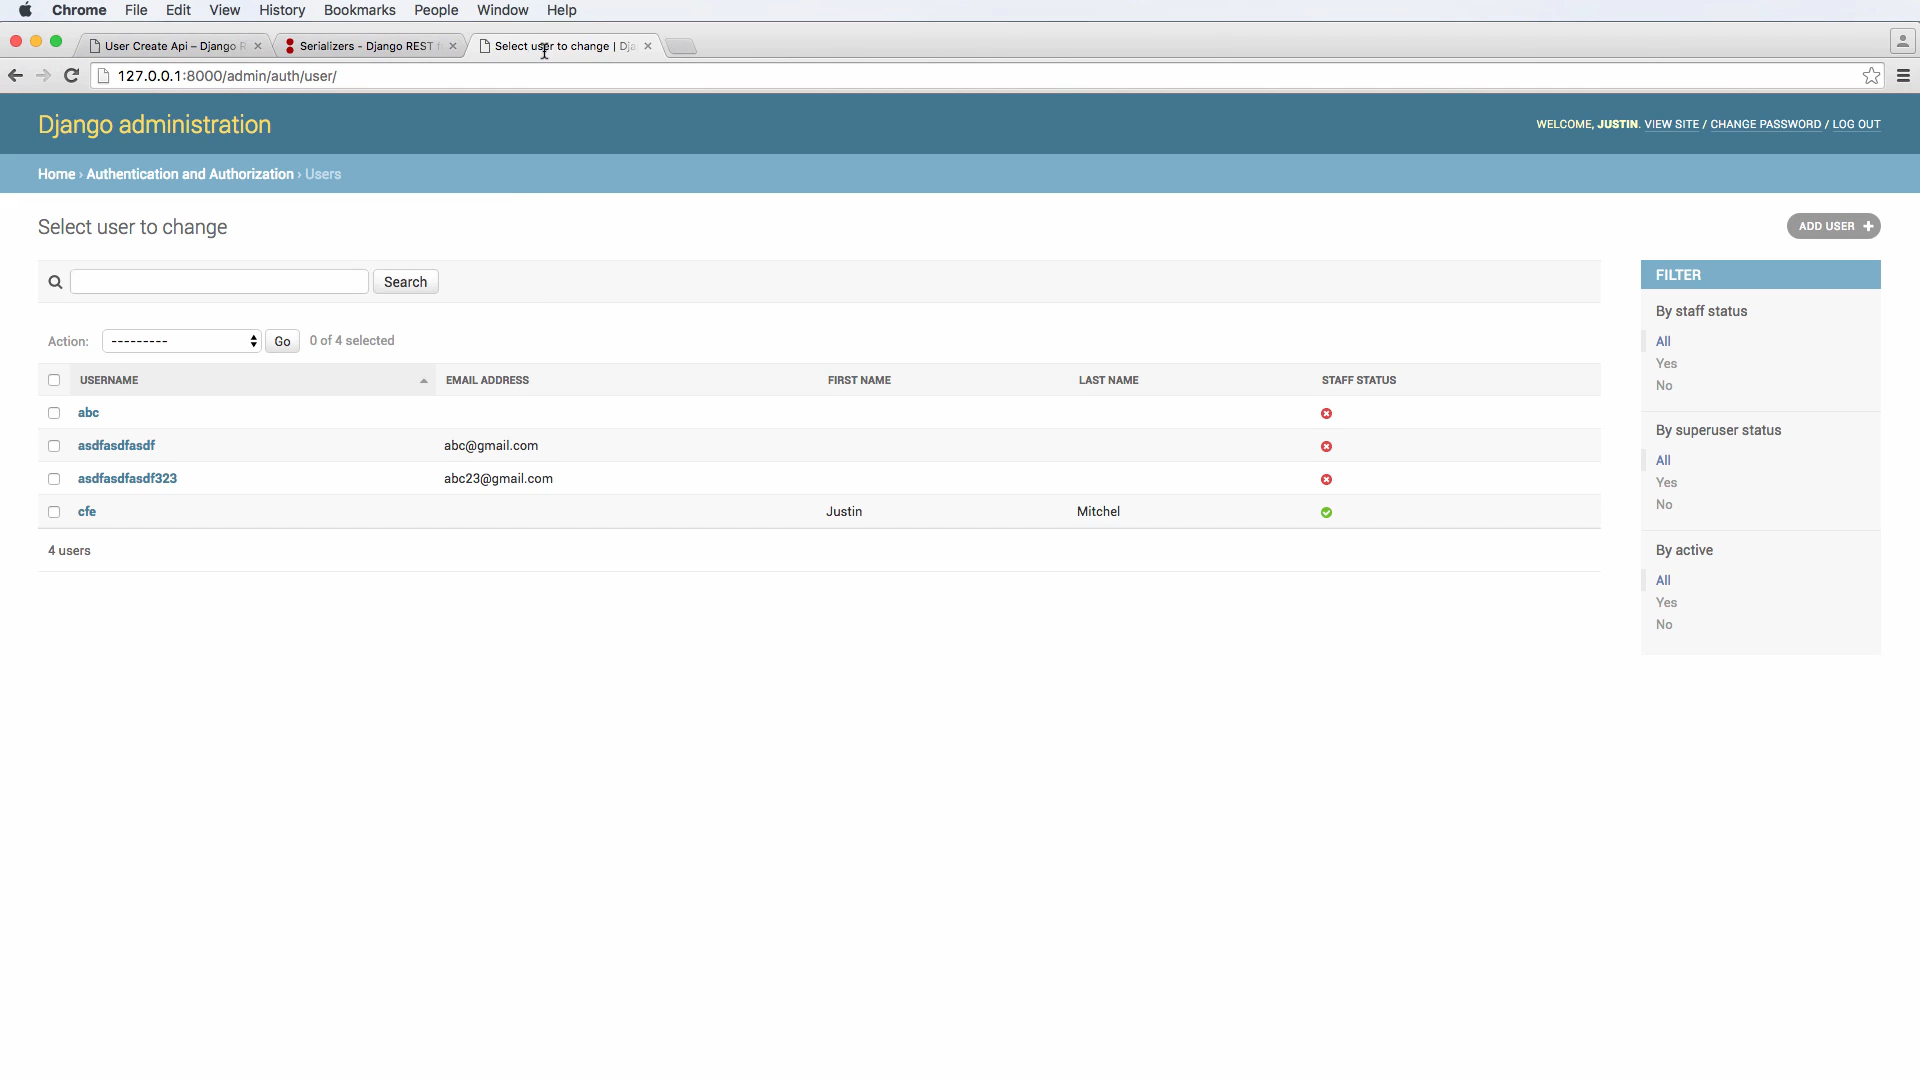 Chrome File Edit View History Bookmarks People Window Help
User Create Api – Django R Serializers - Django REST f Select user to change | Dja
127.0.0.1:8000/admin/auth/user/
Django administration
WELCOME, JUSTIN. VIEW SITE / CHANGE PASSWORD / LOG OUT
Home › Authentication and Authorization › Users
Select user to change
ADD USER +
Search
FILTER
By staff status
All
Yes
No
By superuser status
All
Yes
No
By active
All
Yes
No
Action: --------- Go 0 of 4 selected
USERNAME EMAIL ADDRESS FIRST NAME LAST NAME STAFF STATUS
abc
asdfasdfasdf abc@gmail.com
asdfasdfasdf323 abc23@gmail.com
cfe Justin Mitchel
4 users